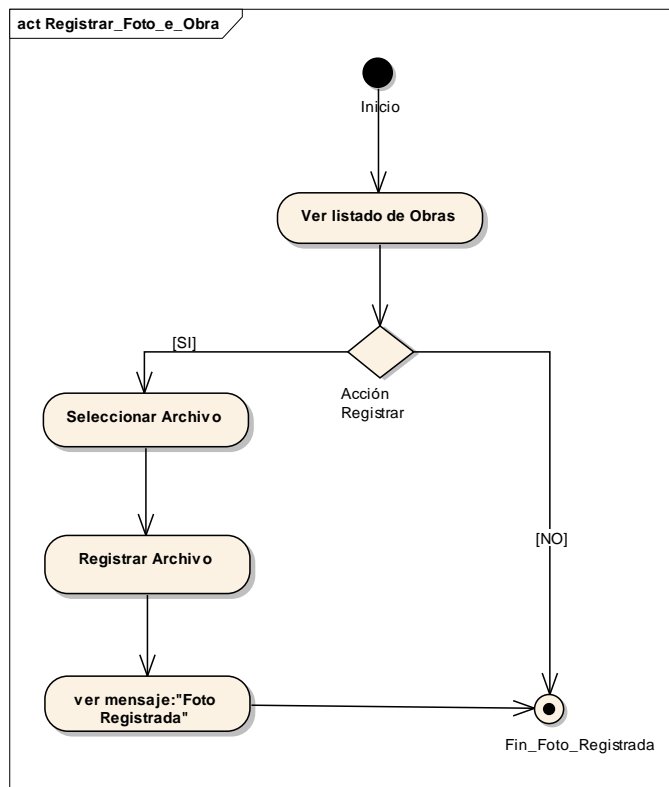 act Registrar_Foto_e_Obra
Inicio
Ver listado de Obras
[SI]
Acción
Registrar
Seleccionar Archivo
[NO]
Registrar Archivo
ver mensaje:"Foto
Registrada"
Fin_Foto_Registrada